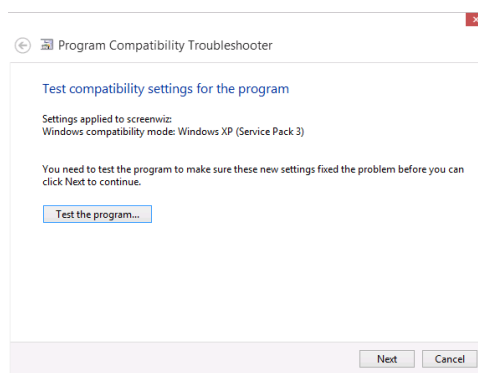 Program Compatibility Troubleshooter
Test compatibility settings for the program
Settings applied to screenwiz:
Windows compatibility mode: Windows XP (Service Pack 3)
You need to test the program to make sure these new settings fixed the problem before you can
click Next to continue.
Test the program...
Next
Cancel